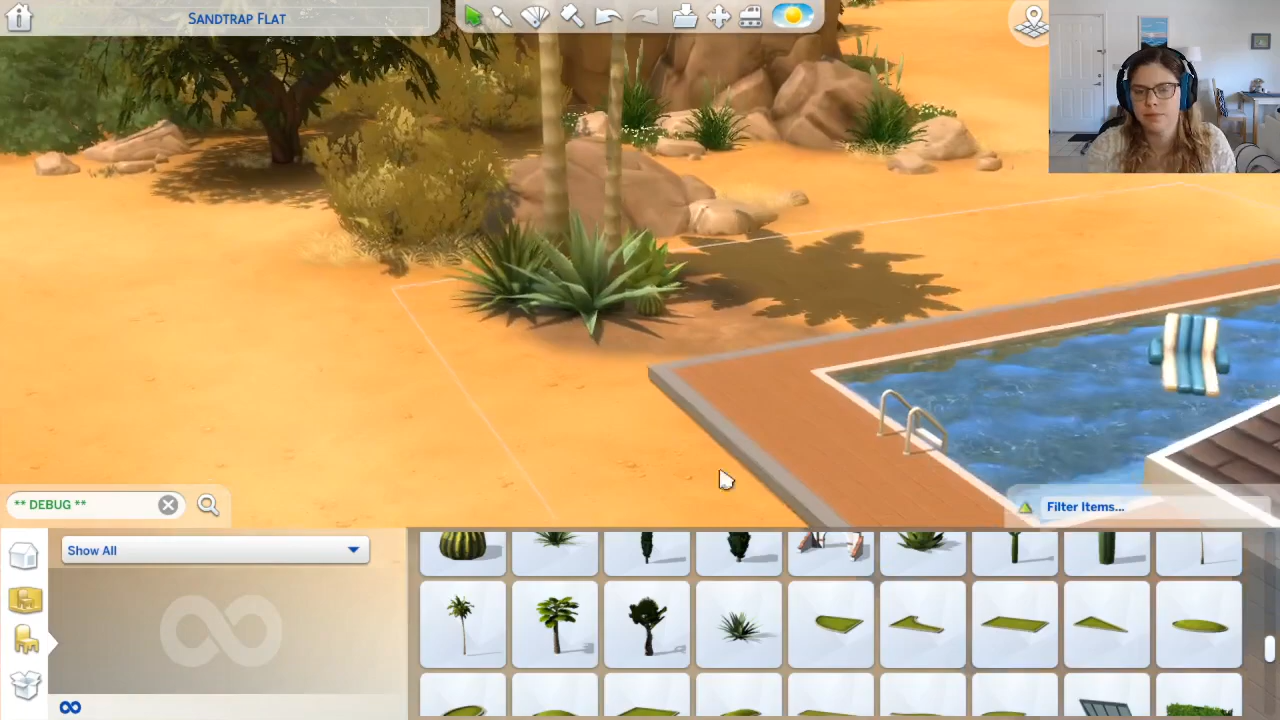 SANDTRAP FLAT
** DEBUG **
Filter Items...
Show All